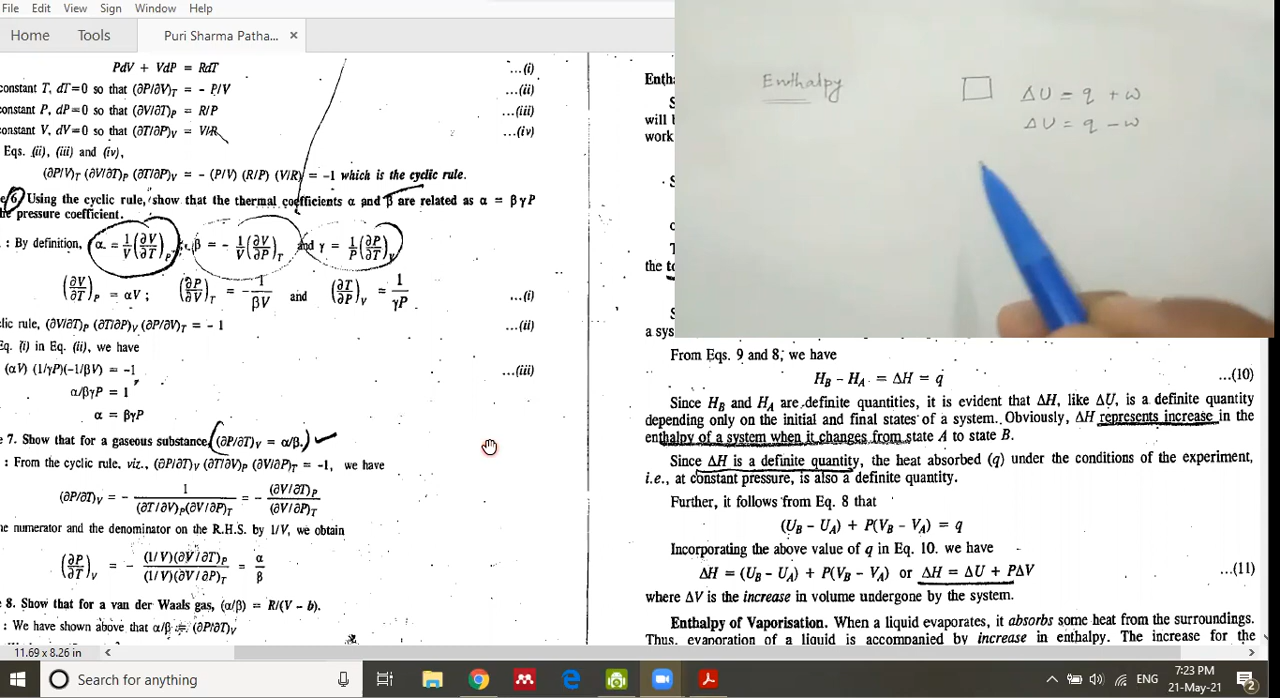 File Edit View Sign Window Help
Home Tools Puri Sharma Patha... ×
PdV + VdP = RdT ...(i)
constant T, dT=0 so that (∂P/∂V)T = - P/V ...(ii)
constant P, dP=0 so that (∂V/∂T)P = R/P ...(iii)
constant V, dV=0 so that (∂T/∂P)V = V/R ...(iv)
Eqs. (ii), (iii) and (iv),
(∂P/V)T (∂V/∂T)P (∂T/∂P)V = - (P/V) (R/P) (V/R) = -1 which is the cyclic rule.
e 6. Using the cyclic rule, show that the thermal coefficients α and β are related as α = βγP
he pressure coefficient.
: By definition, α = 1/V (∂V/∂T)P ; β = - 1/V (∂V/∂P)T and γ = 1/P (∂P/∂T)V
(∂V/∂T)P = αV ; (∂P/∂V)T = - 1/βV and (∂T/∂P)V = 1/γP ...(i)
clic rule, (∂V/∂T)P (∂T/∂P)V (∂P/∂V)T = - 1 ...(ii)
Eq. (i) in Eq. (ii), we have
(αV) (1/γP)(-1/βV) = -1 ...(iii)
α/βγP = 1
α = βγP
e 7. Show that for a gaseous substance, (∂P/∂T)V = α/β.
: From the cyclic rule, viz., (∂P/∂T)V (∂T/∂V)P (∂V/∂P)T = -1, we have
(∂P/∂T)V = - 1/(∂T/∂V)P(∂V/∂P)T = - (∂V/∂T)P/(∂V/∂P)T
he numerator and the denominator on the R.H.S. by 1/V, we obtain
(∂P/∂T)V = - (1/V)(∂V/∂T)P/(1/V)(∂V/∂P)T = α/β
e 8. Show that for a van der Waals gas, (α/β) = R/(V - b).
: We have shown above that α/β = (∂P/∂T)V
11.69 x 8.26 in
Entha
S
will b
work
the to
a sys
Enthalpy
ΔU = q + w
ΔU = q - w
From Eqs. 9 and 8, we have
HB - HA = ΔH = q ...(10)
Since HB and HA are definite quantities, it is evident that ΔH, like ΔU, is a definite quantity
depending only on the initial and final states of a system. Obviously, ΔH represents increase in the
enthalpy of a system when it changes from state A to state B.
Since ΔH is a definite quantity, the heat absorbed (q) under the conditions of the experiment,
i.e., at constant pressure, is also a definite quantity.
Further, it follows from Eq. 8 that
(UB - UA) + P(VB - VA) = q
Incorporating the above value of q in Eq. 10. we have
ΔH = (UB - UA) + P(VB - VA) or ΔH = ΔU + PΔV ...(11)
where ΔV is the increase in volume undergone by the system.
Enthalpy of Vaporisation. When a liquid evaporates, it absorbs some heat from the surroundings.
Thus, evaporation of a liquid is accompanied by increase in enthalpy. The increase for the
Search for anything
ENG
7:23 PM
21-May-21
2